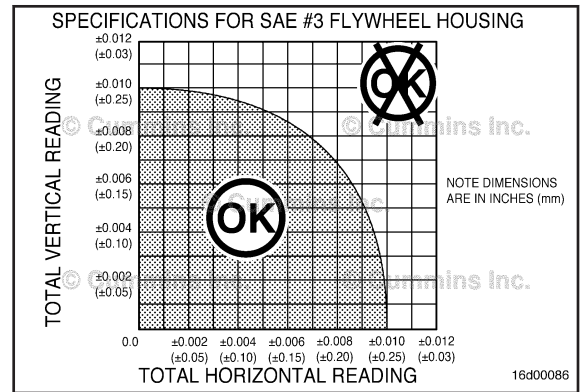 SPECIFICATIONS FOR SAE #3 FLYWHEEL HOUSING
±0.012
(±0.03)
±0.010
(±0.25)
±0.008
(±0.20)
±0.006
(±0.15)
±0.004
(±0.10)
±0.002
(±0.05)
TOTAL VERTICAL READING
OK
OK
© Cummins Inc.
© Cummins Inc.
© Cummins Inc.
© Cummins Inc.
© Cummins Inc.
NOTE DIMENSIONS
ARE IN INCHES (mm)
0.0 ±0.002 ±0.004 ±0.006 ±0.008 ±0.010 ±0.012
(±0.05) (±0.10) (±0.15) (±0.20) (±0.25) (±0.03)
TOTAL HORIZONTAL READING
16d00086